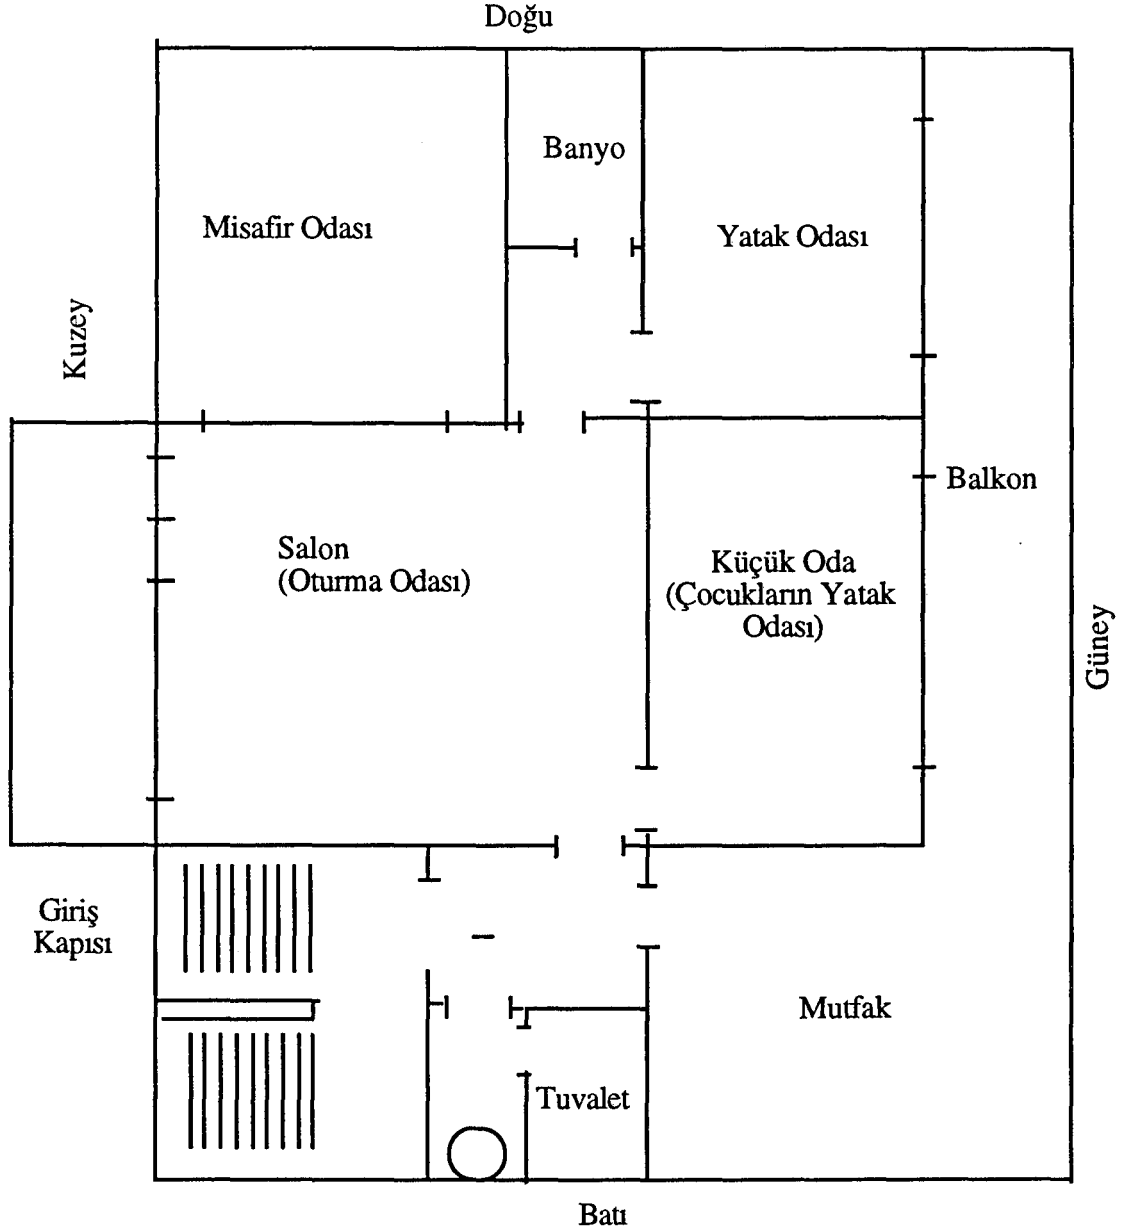 Doğu
Banyo
Misafir Odası
Yatak Odası
Kuzey
Balkon
Salon
(Oturma Odası)
Küçük Oda
(Çocukların Yatak
Odası)
Güney
Giriş
Kapısı
Mutfak
Tuvalet
Batı